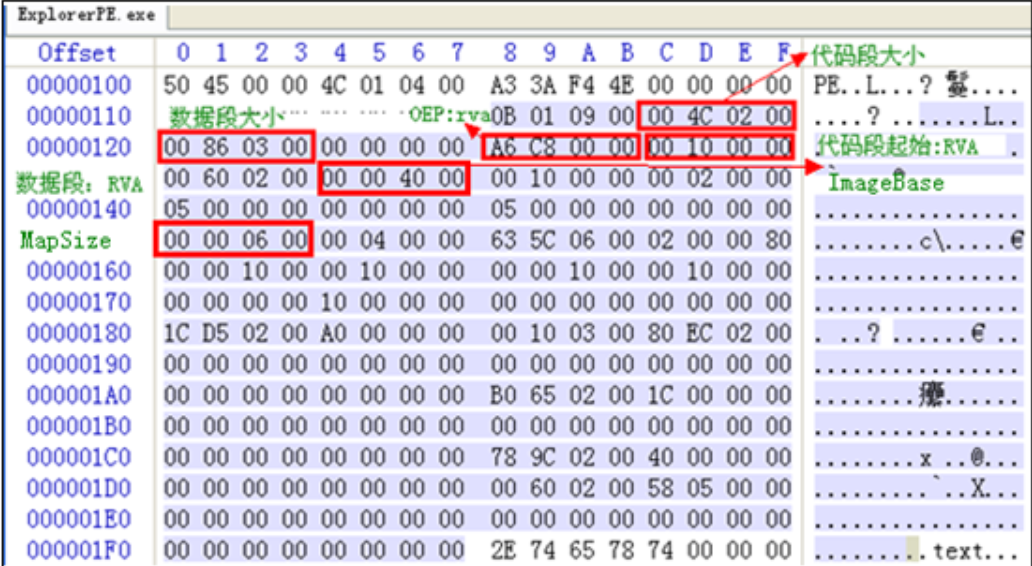 ExplorerPE.exe
Offset 0 1 2 3 4 5 6 7 8 9 A B C D E F 代码段大小
00000100 50 45 00 00 4C 01 04 00 A3 3A F4 4E 00 00 00 00 PE..L...? 鬘....
00000110 数据段大小 OEP:rva 0B 01 09 00 00 4C 02 00 ....? .......L..
00000120 00 86 03 00 00 00 00 00 A6 C8 00 00 00 10 00 00 代码段起始:RVA .
数据段: RVA 00 60 02 00 00 00 40 00 00 10 00 00 00 02 00 00 ImageBase
00000140 05 00 00 00 00 00 00 00 05 00 00 00 00 00 00 00 ................
MapSize 00 00 06 00 00 04 00 00 63 5C 06 00 02 00 00 80 ........c\.....€
00000160 00 00 10 00 00 10 00 00 00 00 10 00 00 10 00 00 ................
00000170 00 00 00 00 10 00 00 00 00 00 00 00 00 00 00 00 ................
00000180 1C D5 02 00 A0 00 00 00 00 10 03 00 80 EC 02 00 . ..? ......€ ..
00000190 00 00 00 00 00 00 00 00 00 00 00 00 00 00 00 00 ................
000001A0 00 00 00 00 00 00 00 00 B0 65 02 00 1C 00 00 00 ........ ......
000001B0 00 00 00 00 00 00 00 00 00 00 00 00 00 00 00 00 ................
000001C0 00 00 00 00 00 00 00 00 78 9C 02 00 40 00 00 00 ........x ..@...
000001D0 00 00 00 00 00 00 00 00 00 60 02 00 58 05 00 00 .........`..X...
000001E0 00 00 00 00 00 00 00 00 00 00 00 00 00 00 00 00 ................
000001F0 00 00 00 00 00 00 00 00 2E 74 65 78 74 00 00 00 .........text...